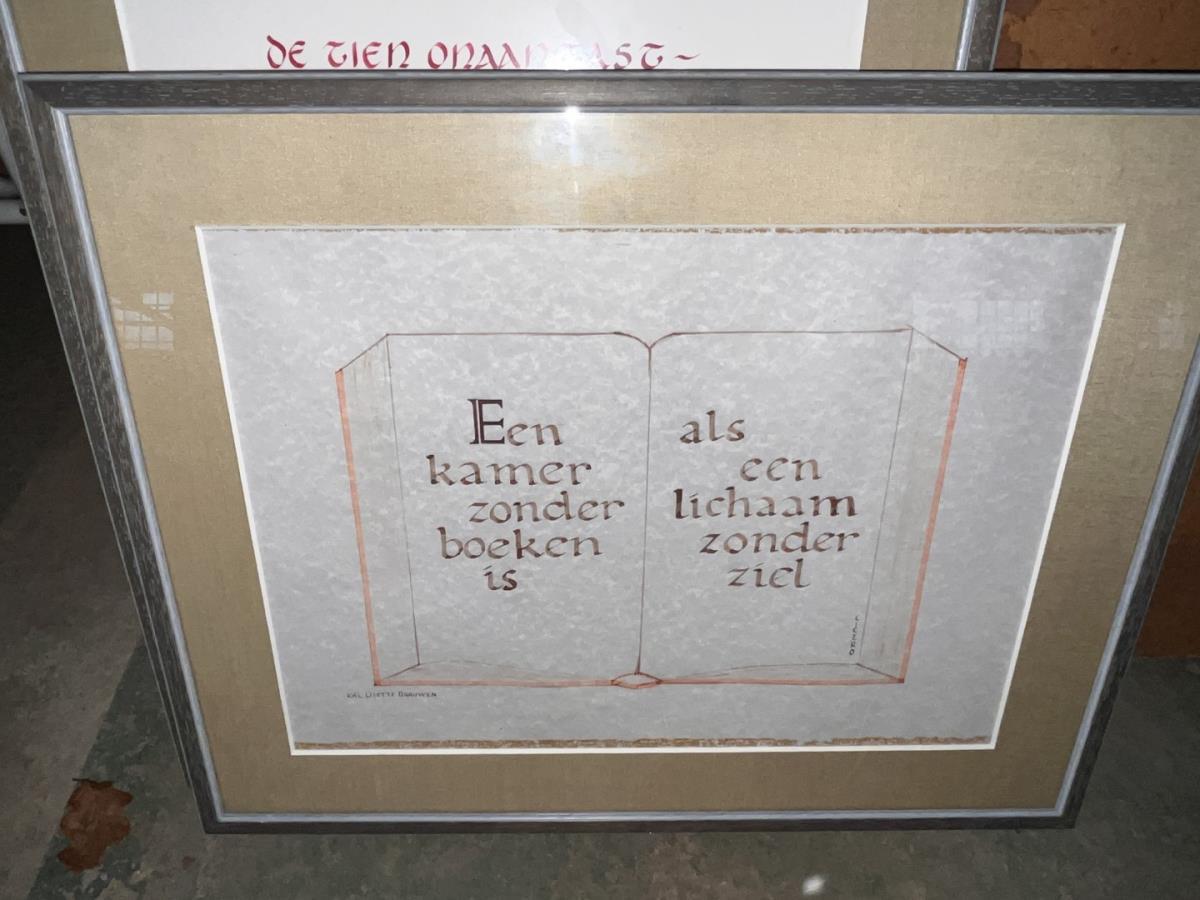 DE TIEN ONAANTAST~
Een
kamer
zonder
boeken
is
als
een
lichaam
zonder
ziel